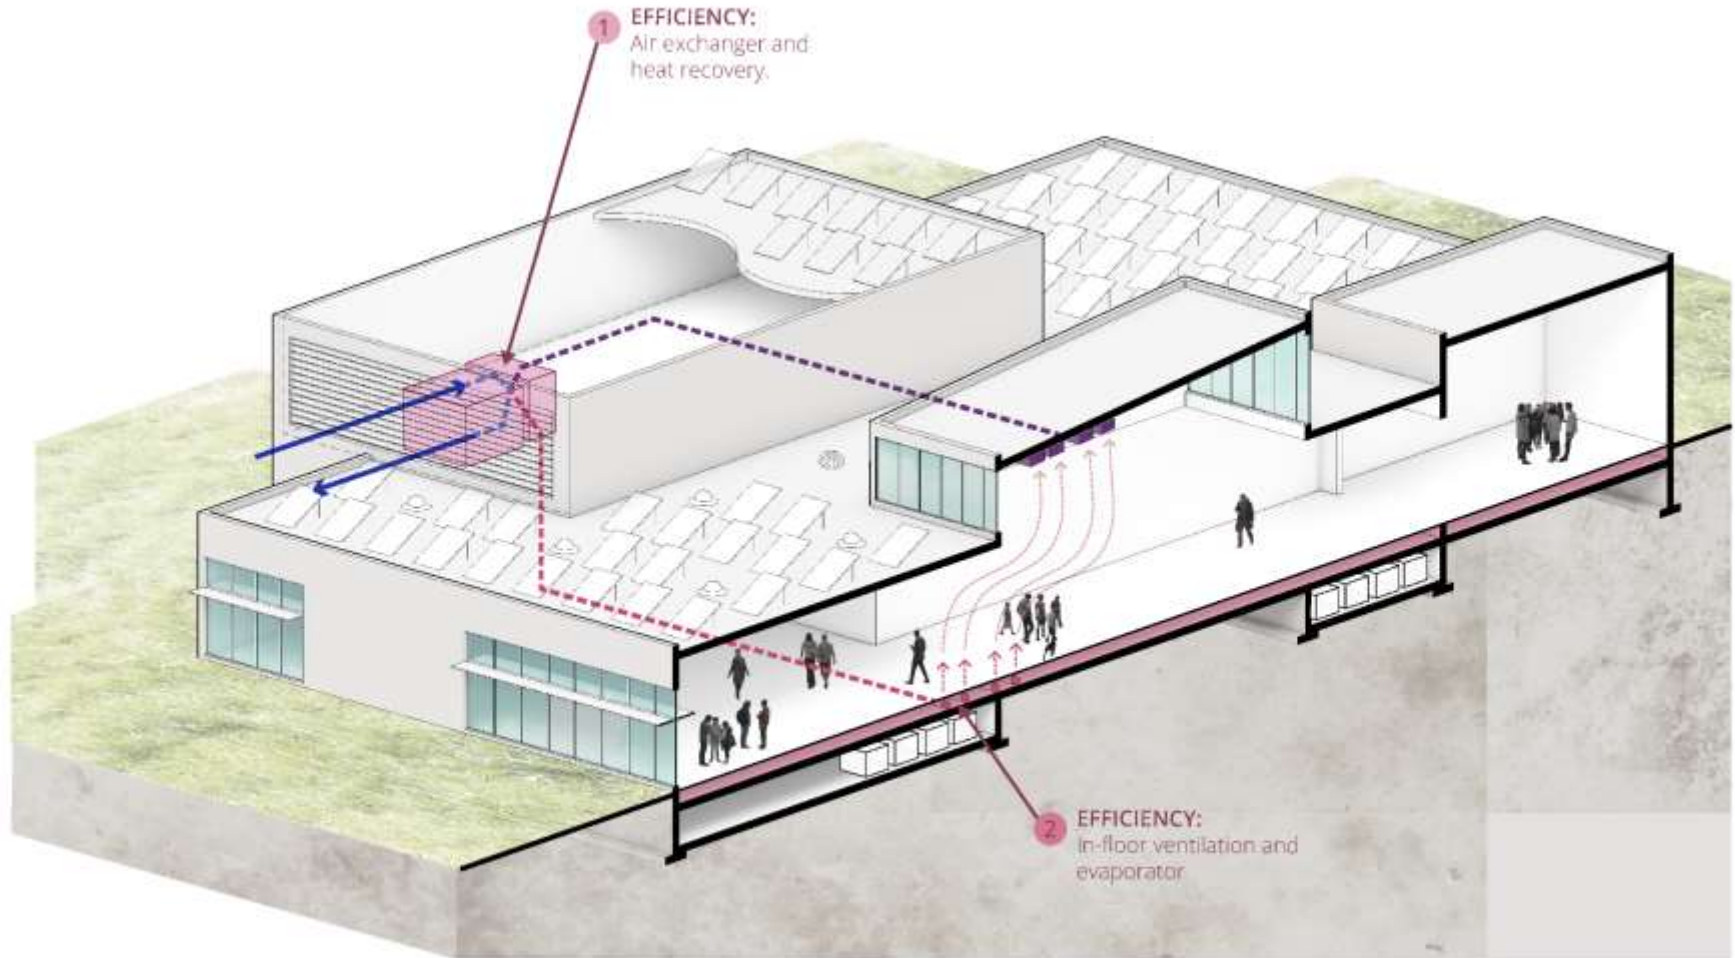 1
EFFICIENCY:
Air exchanger and
heat recovery.
2
EFFICIENCY:
In-floor ventilation and
evaporator